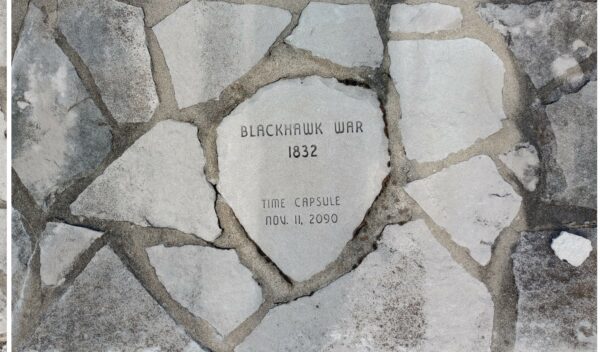 BLACKHAWK WAR
1832
TIME CAPSULE
NOV. 11, 2090